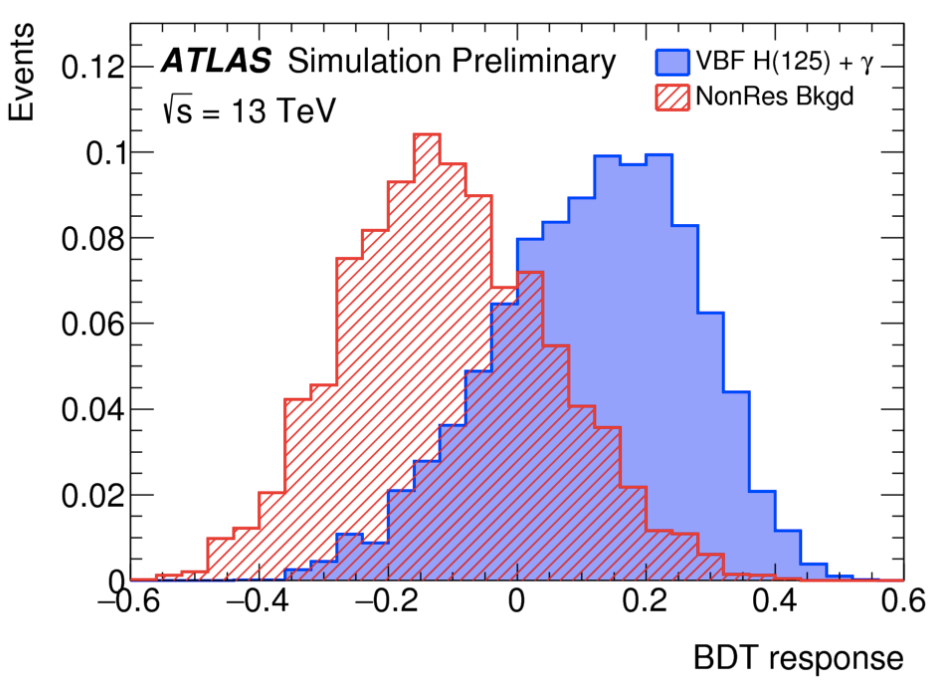 Events
ATLAS Simulation Preliminary
√s = 13 TeV
VBF H(125) + γ
NonRes Bkgd
0.12
0.1
0.08
0.06
0.04
0.02
0
−0.6 −0.4 −0.2 0 0.2 0.4 0.6
BDT response